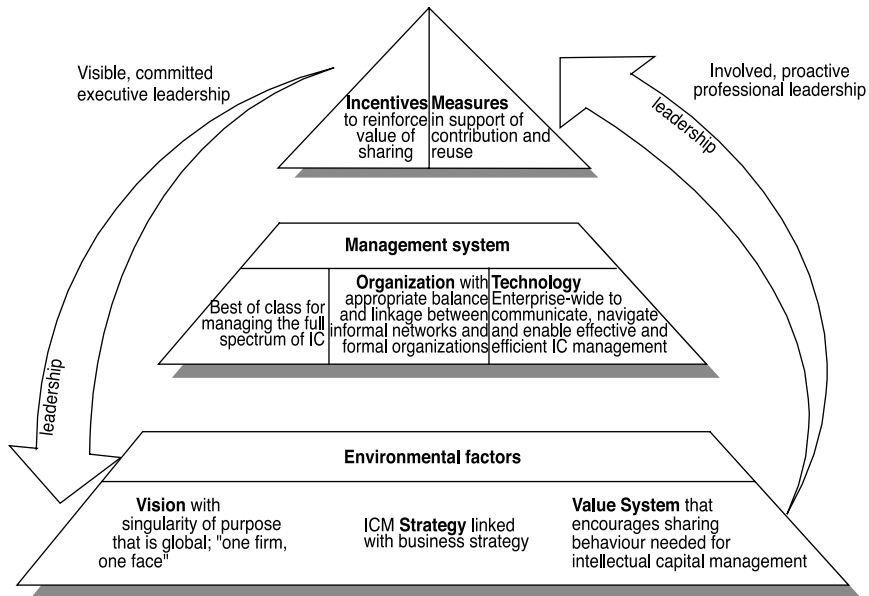 Visible, committed
executive leadership
Involved, proactive
professional leadership
leadership
leadership
Incentives
to reinforce
value of
sharing
Measures
in support of
contribution and
reuse
Management system
Best of class for
managing the full
spectrum of IC
Organization with
appropriate balance
and linkage between
informal networks and
formal organizations
Technology
Enterprise-wide to
communicate, navigate
and enable effective and
efficient IC management
Environmental factors
Vision with
singularity of purpose
that is global; "one firm,
one face"
ICM Strategy linked
with business strategy
Value System that
encourages sharing
behaviour needed for
intellectual capital management